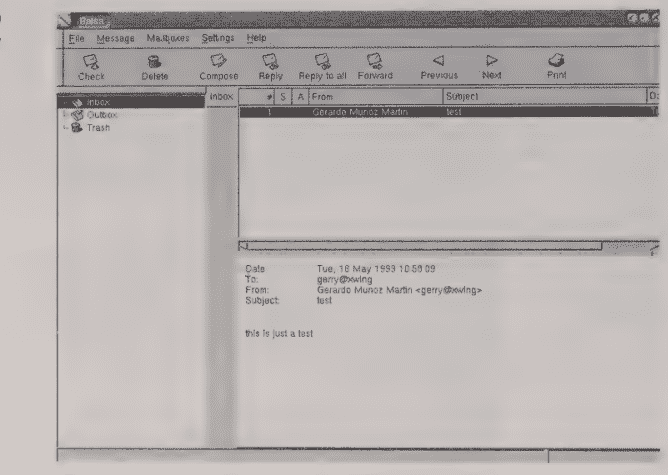 Balsa
File Message Mailboxes Settings Help
Check Delete Compose Reply Reply to all Forward Previous Next Print
Inbox
Outbox
Trash
inbox
# S A From Subject
1 Gerardo Munoz Martin test
Date Tue, 18 May 1999 10:50:09
To: gerry@xwing
From: Gerardo Munoz Martin <gerry@xwing>
Subject: test
this is just a test